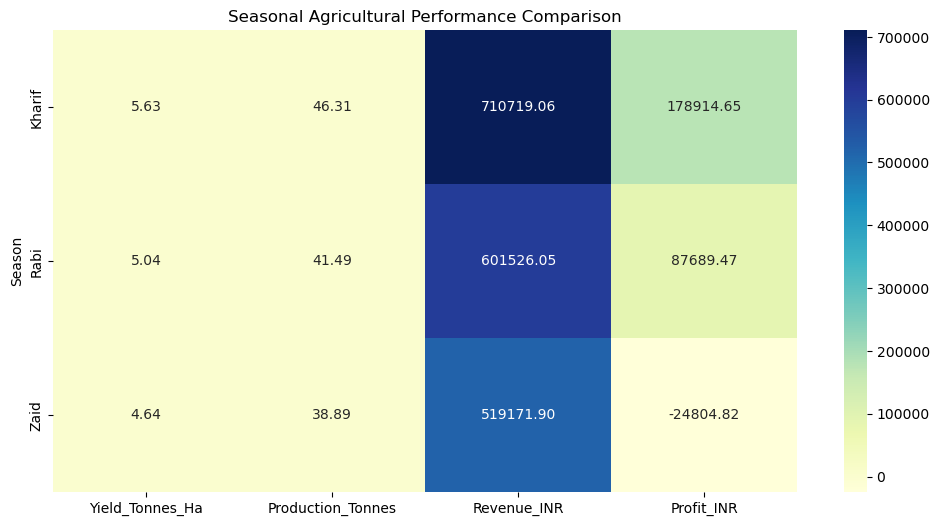 Seasonal Agricultural Performance Comparison
Season
Kharif
5.63 46.31 710719.06 178914.65
Rabi
5.04 41.49 601526.05 87689.47
Zaid
4.64 38.89 519171.90 -24804.82
Yield_Tonnes_Ha Production_Tonnes Revenue_INR Profit_INR
700000
600000
500000
400000
300000
200000
100000
0